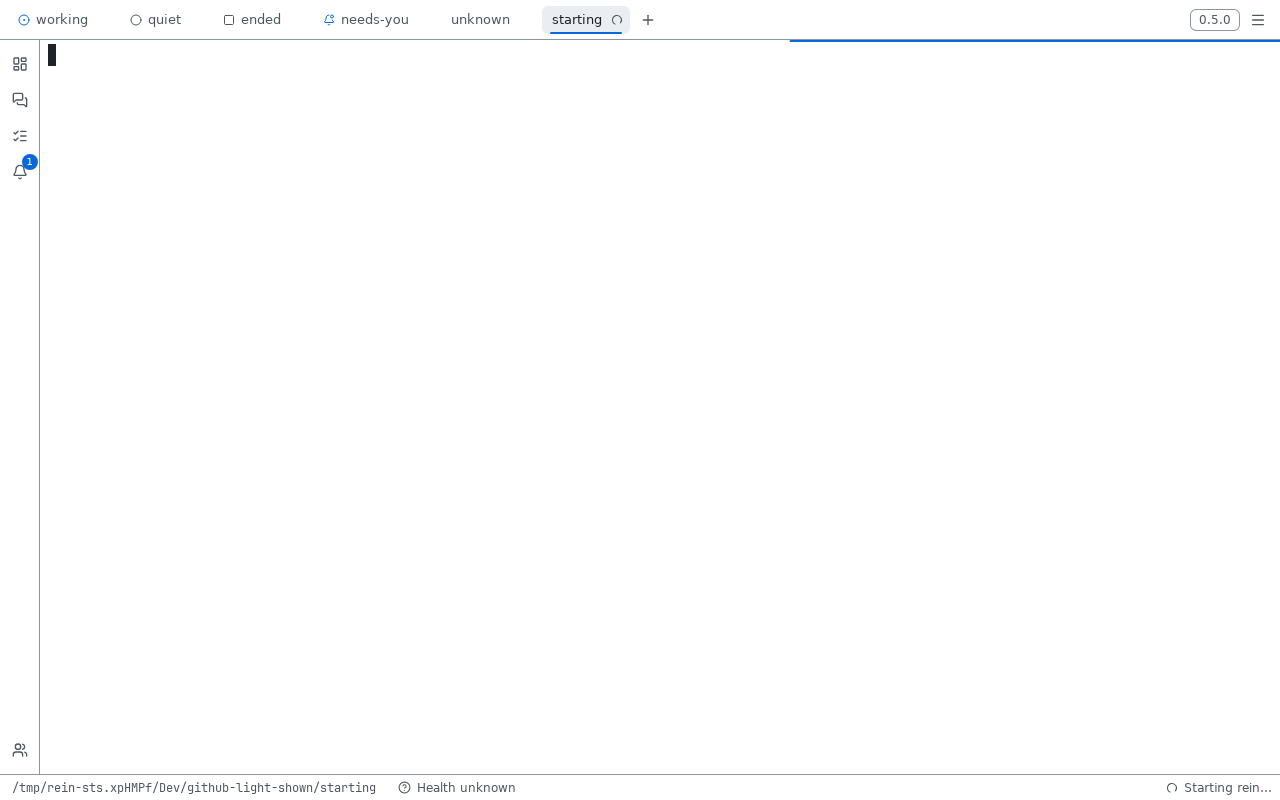 working quiet ended needs-you unknown starting 0.5.0
1
/tmp/rein-sts.xpHMPf/Dev/github-light-shown/starting Health unknown Starting rein…